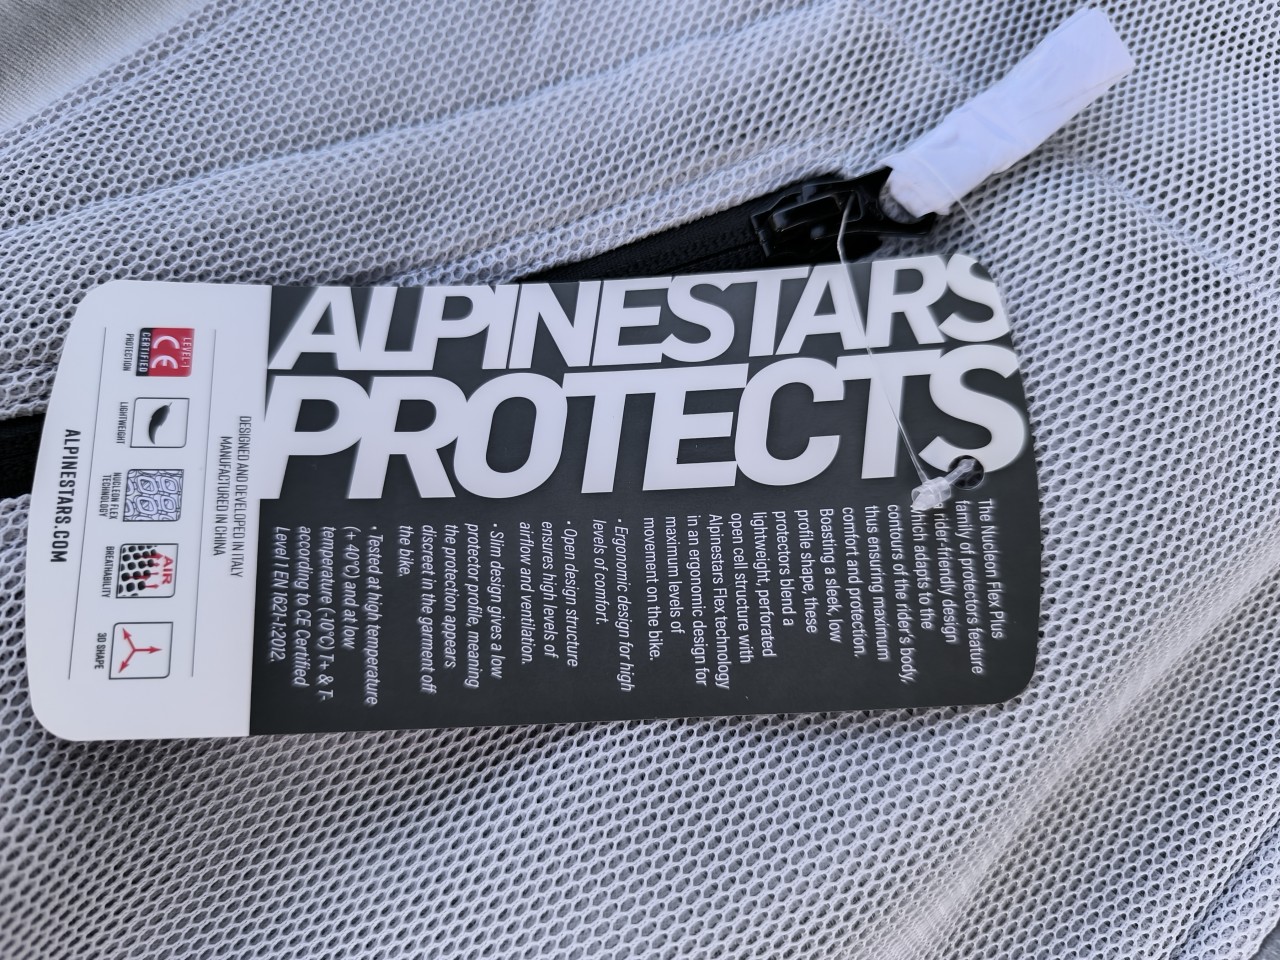 ALPINESTARS
PROTECTS
The Nucleon Flex Plus
family of protectors feature
rider-friendly design
which adapts to the
contours of the rider's body,
thus ensuring maximum
comfort and protection.
Boasting a sleek, low
profile shape, these
protectors blend a
lightweight, perforated
open cell structure with
Alpinestars Flex technology
in an ergonomic design for
maximum levels of
movement on the bike.
• Ergonomic design for high
levels of comfort.
• Open design structure
ensures high levels of
airflow and ventilation.
• Slim design gives a low
protector profile, meaning
the protection appears
discreet in the garment off
the bike.
• Tested at high temperature
(+ 40°C) and at low
temperature (-10°C) T+ & T-
according to CE Certified
Level 1 EN 1621-1:2012.
DESIGNED AND DEVELOPED IN ITALY
MANUFACTURED IN CHINA
LEVEL-1
CE
CERTIFIED
PROTECTION
LIGHTWEIGHT
NUCLEON FLEX
TECHNOLOGY
AIR
BREATHABILITY
3D SHAPE
ALPINESTARS.COM